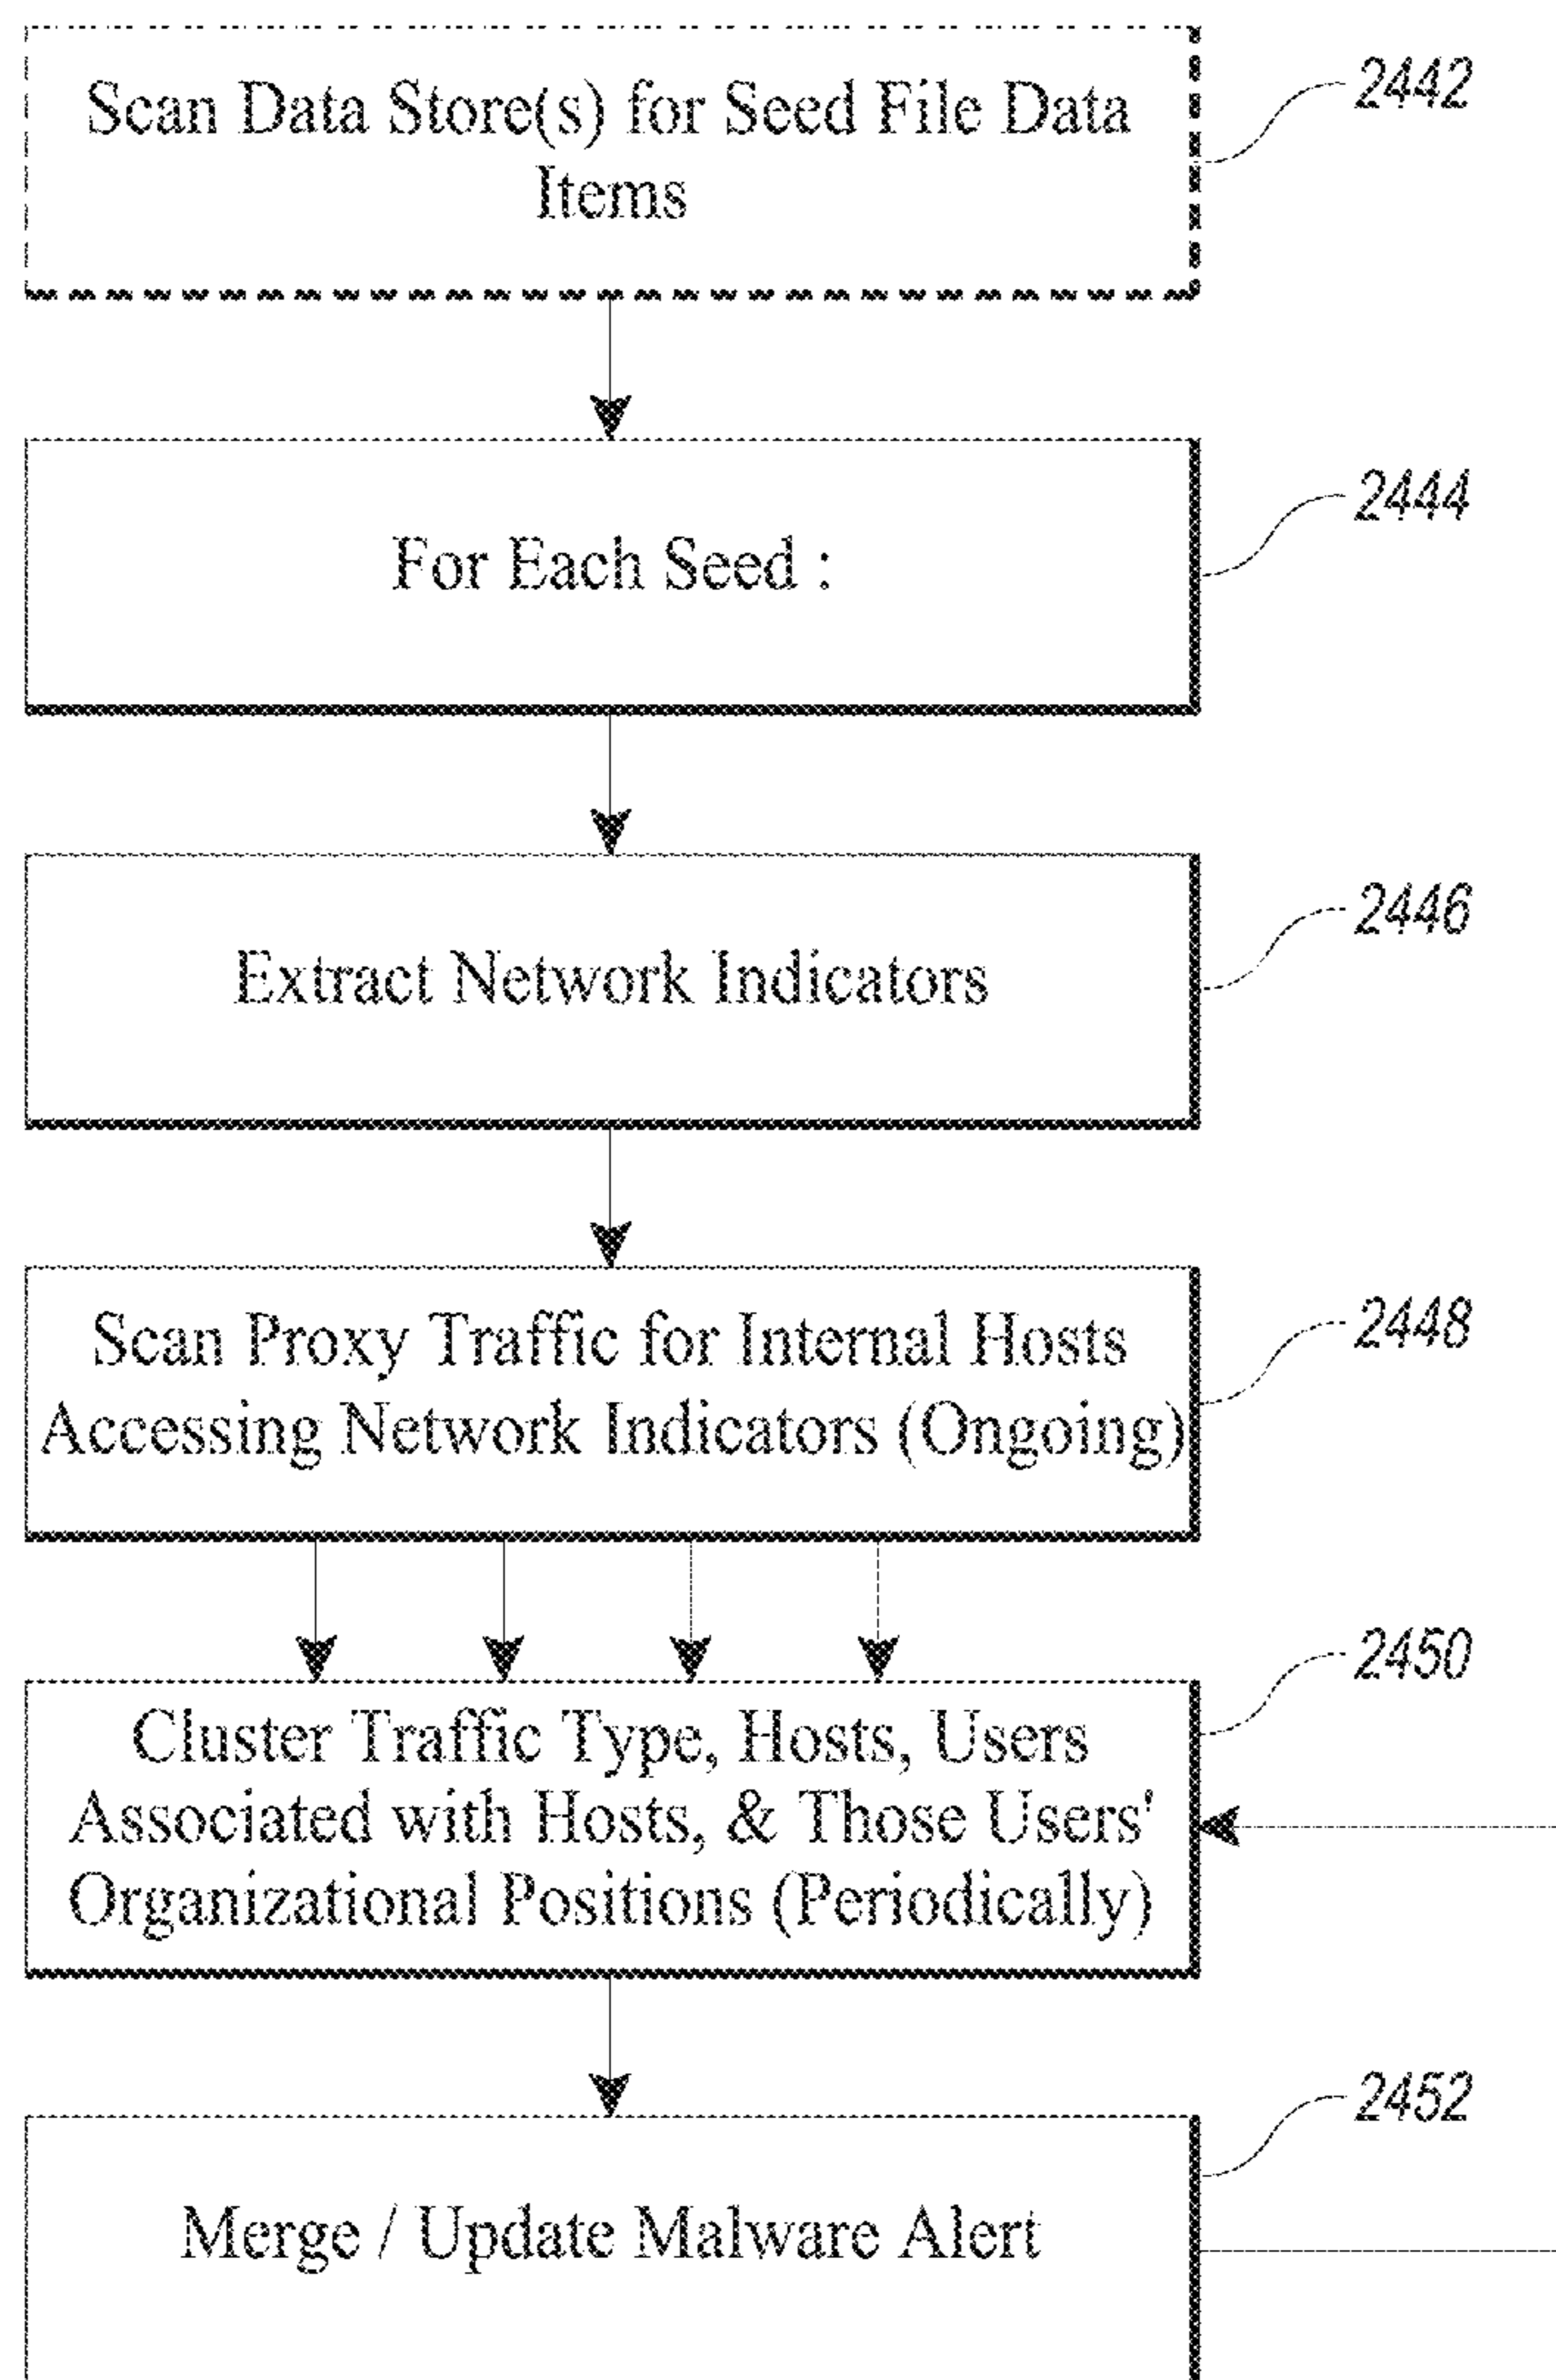 Scan Data Store(s) for Seed File Data
Items
2442
For Each Seed :
2444
Extract Network Indicators
2446
Scan Proxy Traffic for Internal Hosts
Accessing Network Indicators (Ongoing)
2448
Cluster Traffic Type, Hosts, Users
Associated with Hosts, & Those Users'
Organizational Positions (Periodically)
2450
Merge / Update Malware Alert
2452